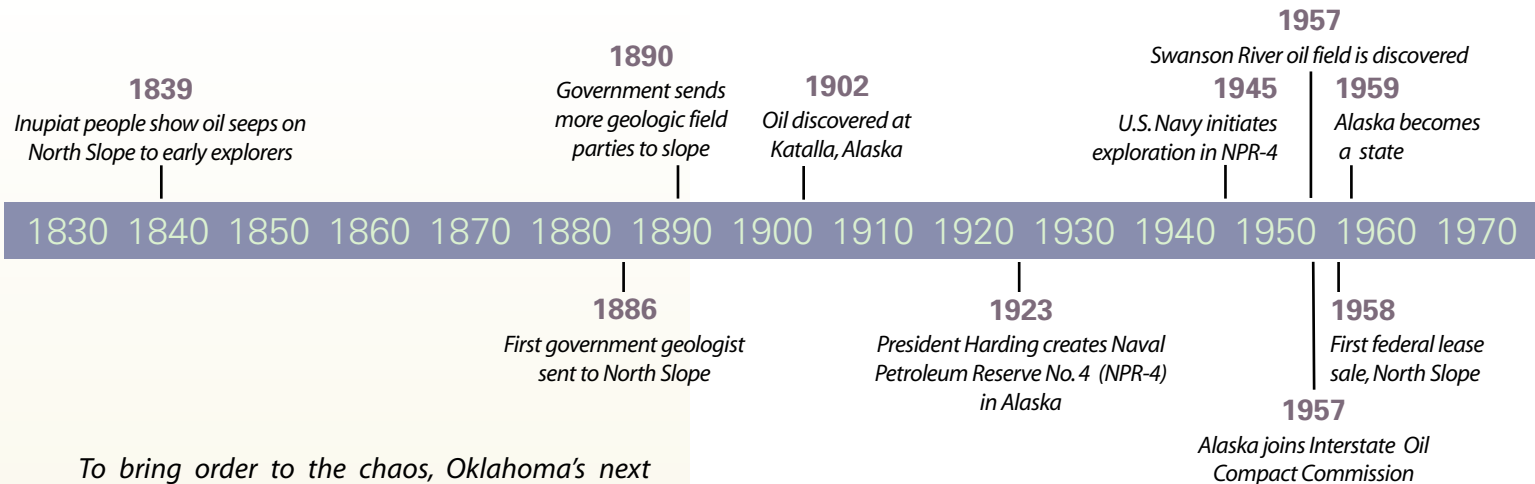 1957
Swanson River oil field is discovered
1890
Government sends
more geologic field
parties to slope
1839
Inupiat people show oil seeps on
North Slope to early explorers
1902
Oil discovered at
Katalla, Alaska
1945
U.S. Navy initiates
exploration in NPR-4
1959
Alaska becomes
a state
1830 1840 1850 1860 1870 1880 1890 1900 1910 1920 1930 1940 1950 1960 1970
1886
First government geologist
sent to North Slope
1923
President Harding creates Naval
Petroleum Reserve No. 4 (NPR-4)
in Alaska
1958
First federal lease
sale, North Slope
1957
Alaska joins Interstate Oil
Compact Commission
To bring order to the chaos, Oklahoma's next